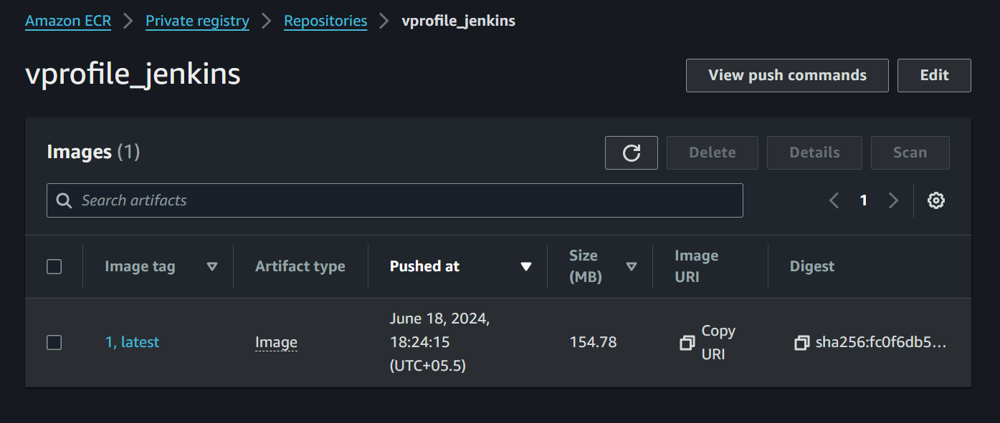 Amazon ECR > Private registry > Repositories > vprofile_jenkins
vprofile_jenkins
View push commands
Edit
Images (1)
Delete
Details
Scan
Search artifacts
1
Image tag
Artifact type
Pushed at
Size
(MB)
Image
URI
Digest
1, latest
Image
June 18, 2024,
18:24:15
(UTC+05.5)
154.78
Copy
URI
sha256:fc0f6db5...